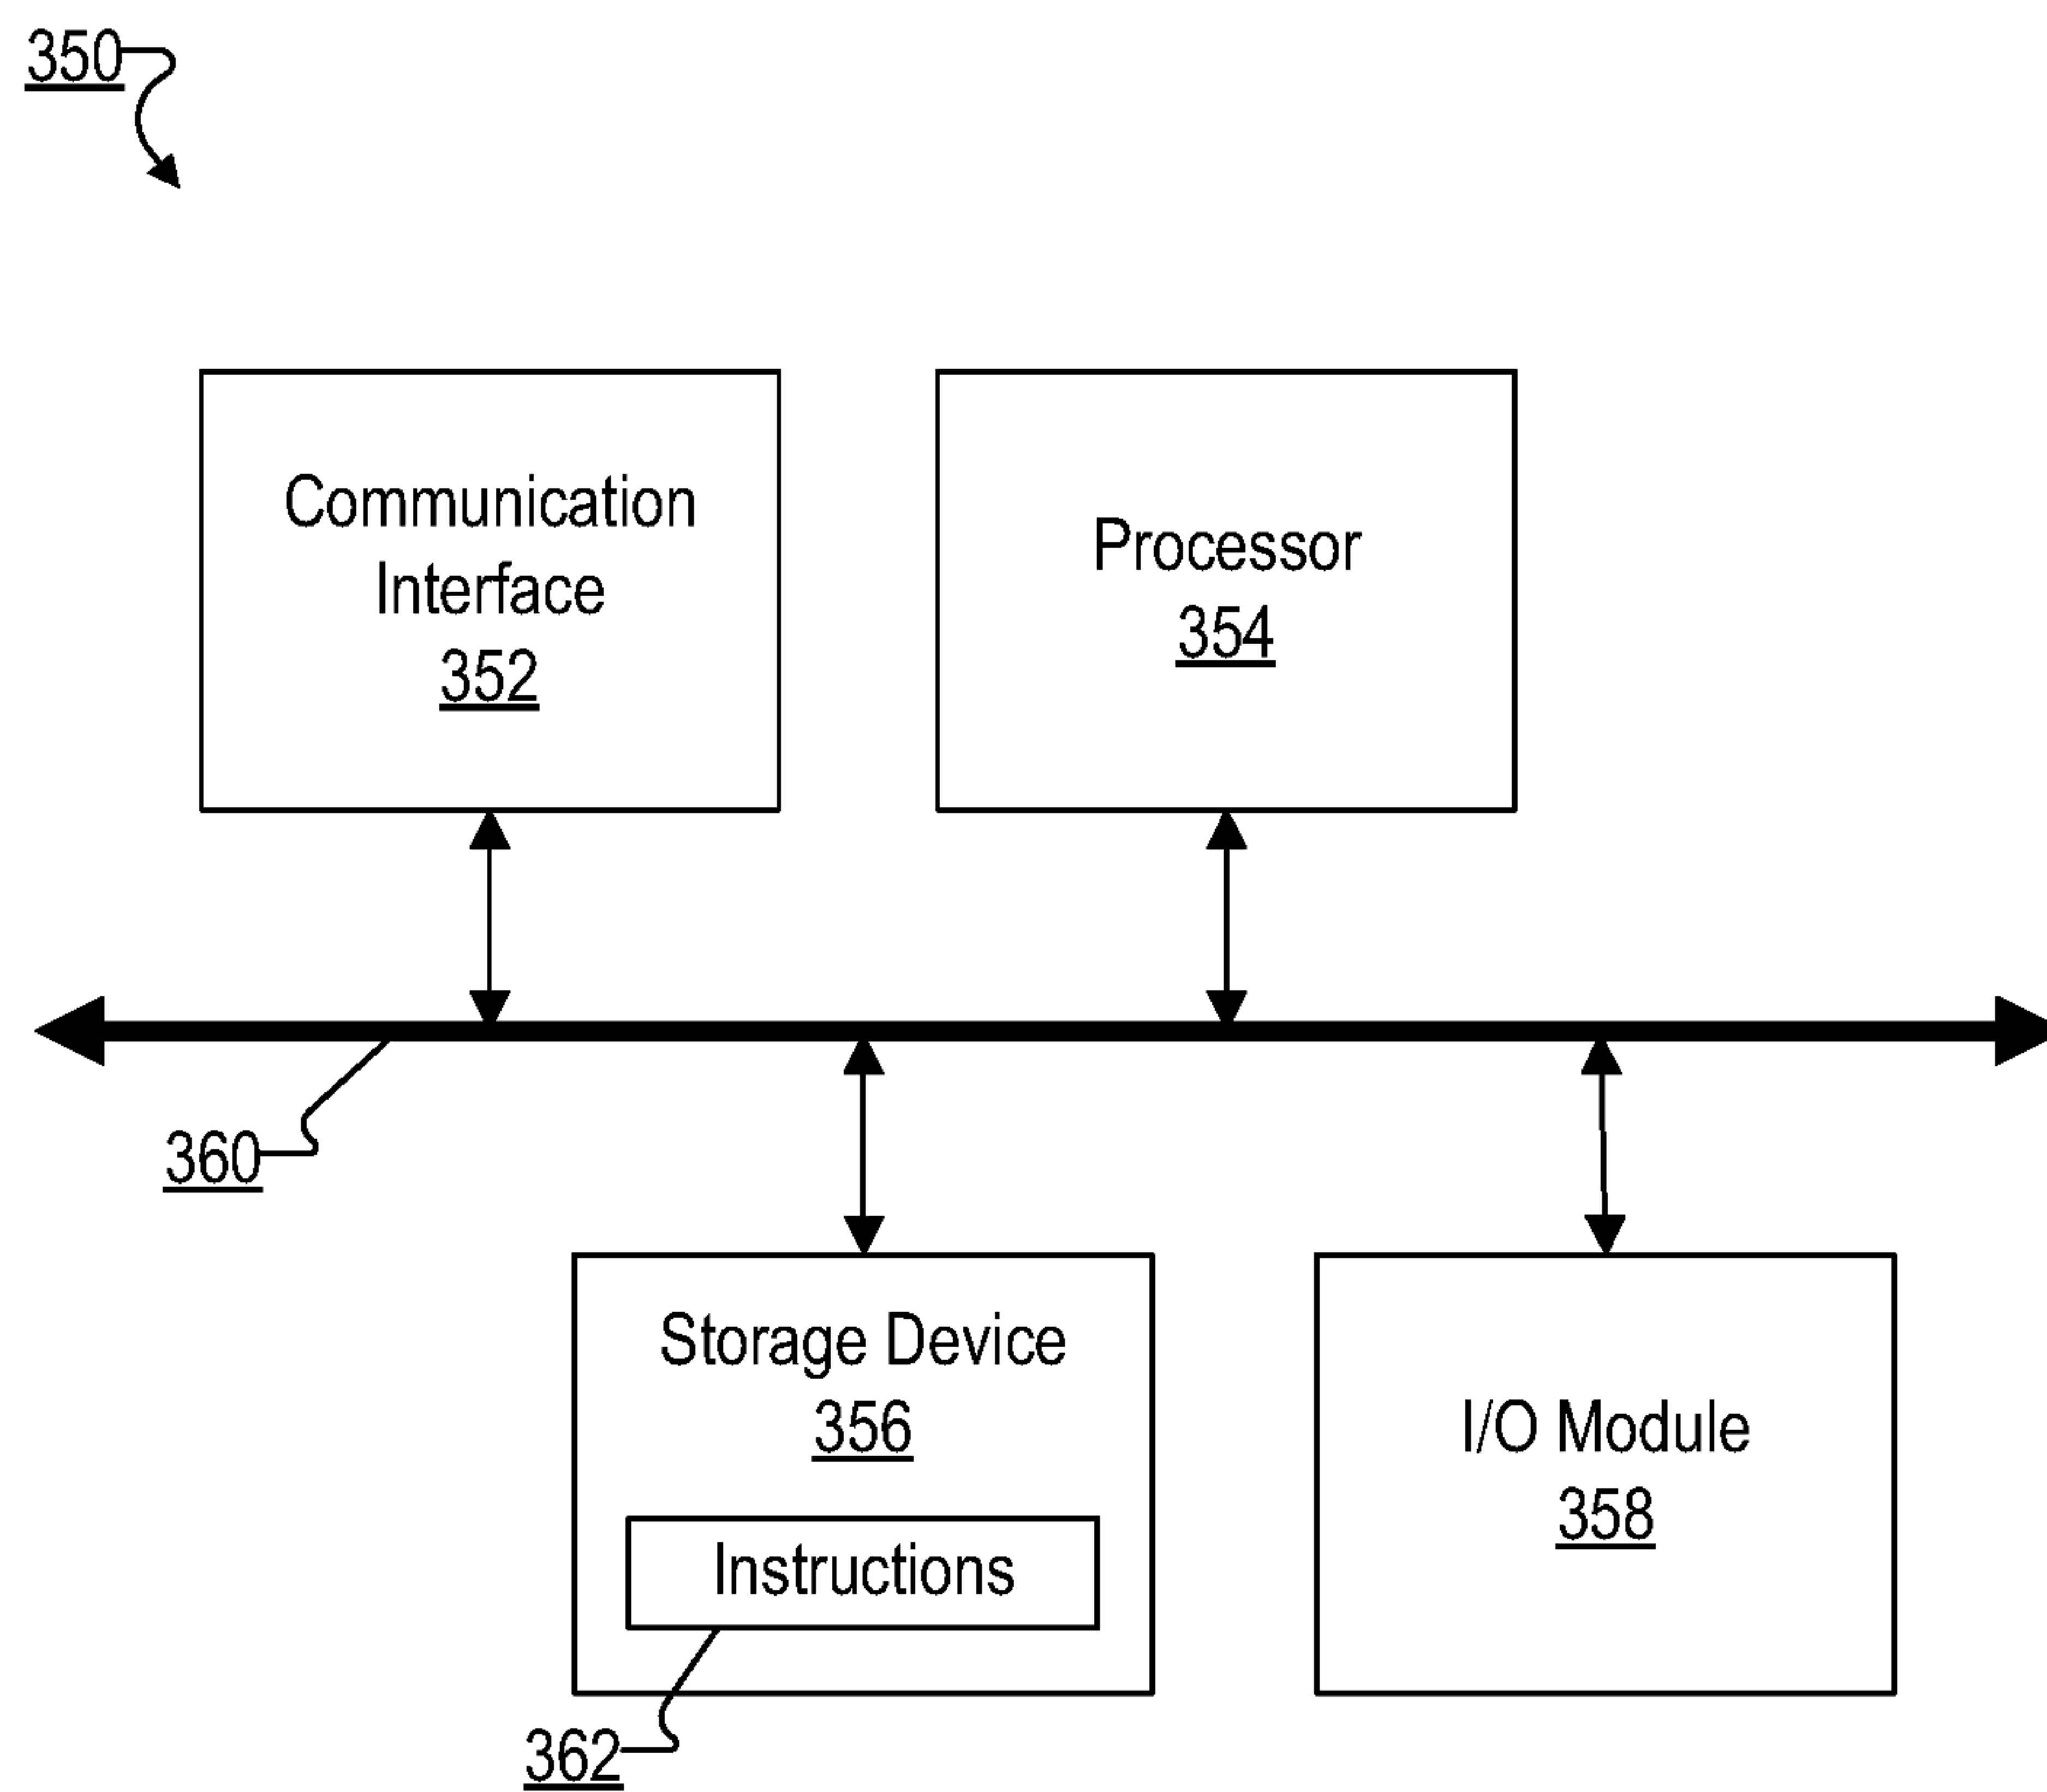 350
Communication
Interface
352
Processor
354
360
Storage Device
356
Instructions
362
I/O Module
358